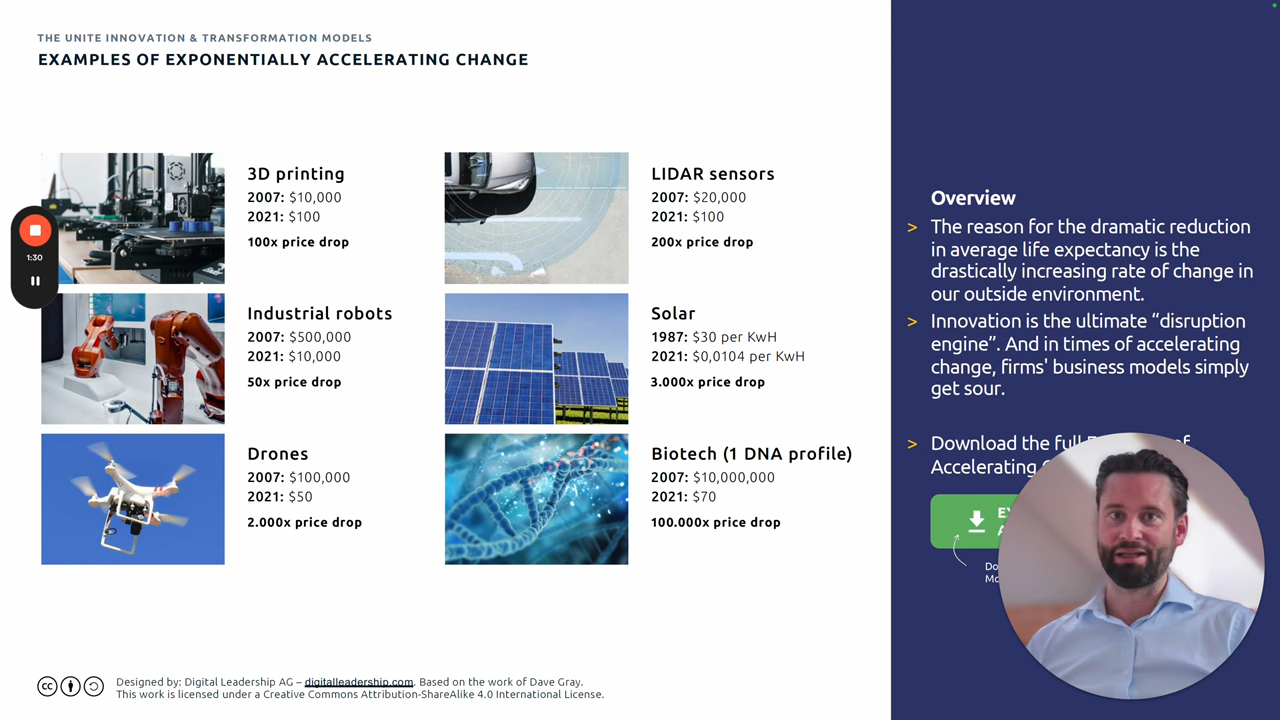 THE UNITE INNOVATION & TRANSFORMATION MODELS
EXAMPLES OF EXPONENTIALLY ACCELERATING CHANGE
1:30
3D printing
2007: $10,000
2021: $100
100x price drop
LIDAR sensors
2007: $20,000
2021: $100
200x price drop
Industrial robots
2007: $500,000
2021: $10,000
50x price drop
Solar
1987: $30 per KwH
2021: $0,0104 per KwH
3.000x price drop
Drones
2007: $100,000
2021: $50
2.000x price drop
Biotech (1 DNA profile)
2007: $10,000,000
2021: $70
100.000x price drop
Overview
> The reason for the dramatic reduction
in average life expectancy is the
drastically increasing rate of change in
our outside environment.
> Innovation is the ultimate “disruption
engine”. And in times of accelerating
change, firms' business models simply
get sour.
> Download the full of
Accelerating
cc
Designed by: Digital Leadership AG – digitalleadership.com. Based on the work of Dave Gray.
This work is licensed under a Creative Commons Attribution-ShareAlike 4.0 International License.